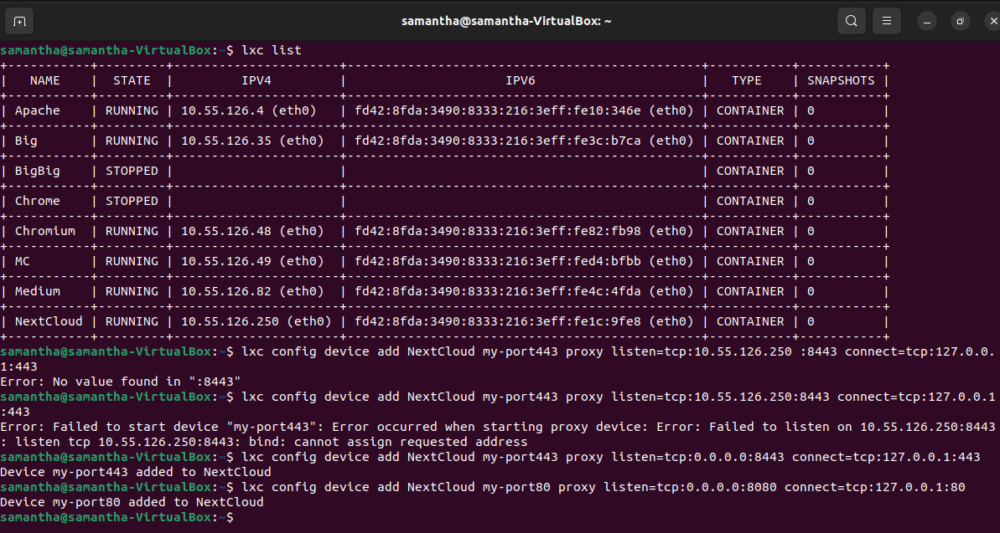 samantha@samantha-VirtualBox: ~
samantha@samantha-VirtualBox:~$ lxc list
+-----------+---------+----------------------+-----------------------------------------------+-----------+-----------+
|   NAME    |  STATE  |         IPV4         |                     IPV6                      |   TYPE    | SNAPSHOTS |
+-----------+---------+----------------------+-----------------------------------------------+-----------+-----------+
| Apache    | RUNNING | 10.55.126.4 (eth0)   | fd42:8fda:3490:8333:216:3eff:fe10:346e (eth0) | CONTAINER | 0         |
+-----------+---------+----------------------+-----------------------------------------------+-----------+-----------+
| Big       | RUNNING | 10.55.126.35 (eth0)  | fd42:8fda:3490:8333:216:3eff:fe3c:b7ca (eth0) | CONTAINER | 0         |
+-----------+---------+----------------------+-----------------------------------------------+-----------+-----------+
| BigBig    | STOPPED |                      |                                               | CONTAINER | 0         |
+-----------+---------+----------------------+-----------------------------------------------+-----------+-----------+
| Chrome    | STOPPED |                      |                                               | CONTAINER | 0         |
+-----------+---------+----------------------+-----------------------------------------------+-----------+-----------+
| Chromium  | RUNNING | 10.55.126.48 (eth0)  | fd42:8fda:3490:8333:216:3eff:fe82:fb98 (eth0) | CONTAINER | 0         |
+-----------+---------+----------------------+-----------------------------------------------+-----------+-----------+
| MC        | RUNNING | 10.55.126.49 (eth0)  | fd42:8fda:3490:8333:216:3eff:fed4:bfbb (eth0) | CONTAINER | 0         |
+-----------+---------+----------------------+-----------------------------------------------+-----------+-----------+
| Medium    | RUNNING | 10.55.126.82 (eth0)  | fd42:8fda:3490:8333:216:3eff:fe4c:4fda (eth0) | CONTAINER | 0         |
+-----------+---------+----------------------+-----------------------------------------------+-----------+-----------+
| NextCloud | RUNNING | 10.55.126.250 (eth0) | fd42:8fda:3490:8333:216:3eff:fe1c:9fe8 (eth0) | CONTAINER | 0         |
+-----------+---------+----------------------+-----------------------------------------------+-----------+-----------+
samantha@samantha-VirtualBox:~$ lxc config device add NextCloud my-port443 proxy listen=tcp:10.55.126.250 :8443 connect=tcp:127.0.0.
1:443
Error: No value found in ":8443"
samantha@samantha-VirtualBox:~$ lxc config device add NextCloud my-port443 proxy listen=tcp:10.55.126.250:8443 connect=tcp:127.0.0.1
:443
Error: Failed to start device "my-port443": Error occurred when starting proxy device: Error: Failed to listen on 10.55.126.250:8443
: listen tcp 10.55.126.250:8443: bind: cannot assign requested address
samantha@samantha-VirtualBox:~$ lxc config device add NextCloud my-port443 proxy listen=tcp:0.0.0.0:8443 connect=tcp:127.0.0.1:443
Device my-port443 added to NextCloud
samantha@samantha-VirtualBox:~$ lxc config device add NextCloud my-port80 proxy listen=tcp:0.0.0.0:8080 connect=tcp:127.0.0.1:80
Device my-port80 added to NextCloud
samantha@samantha-VirtualBox:~$